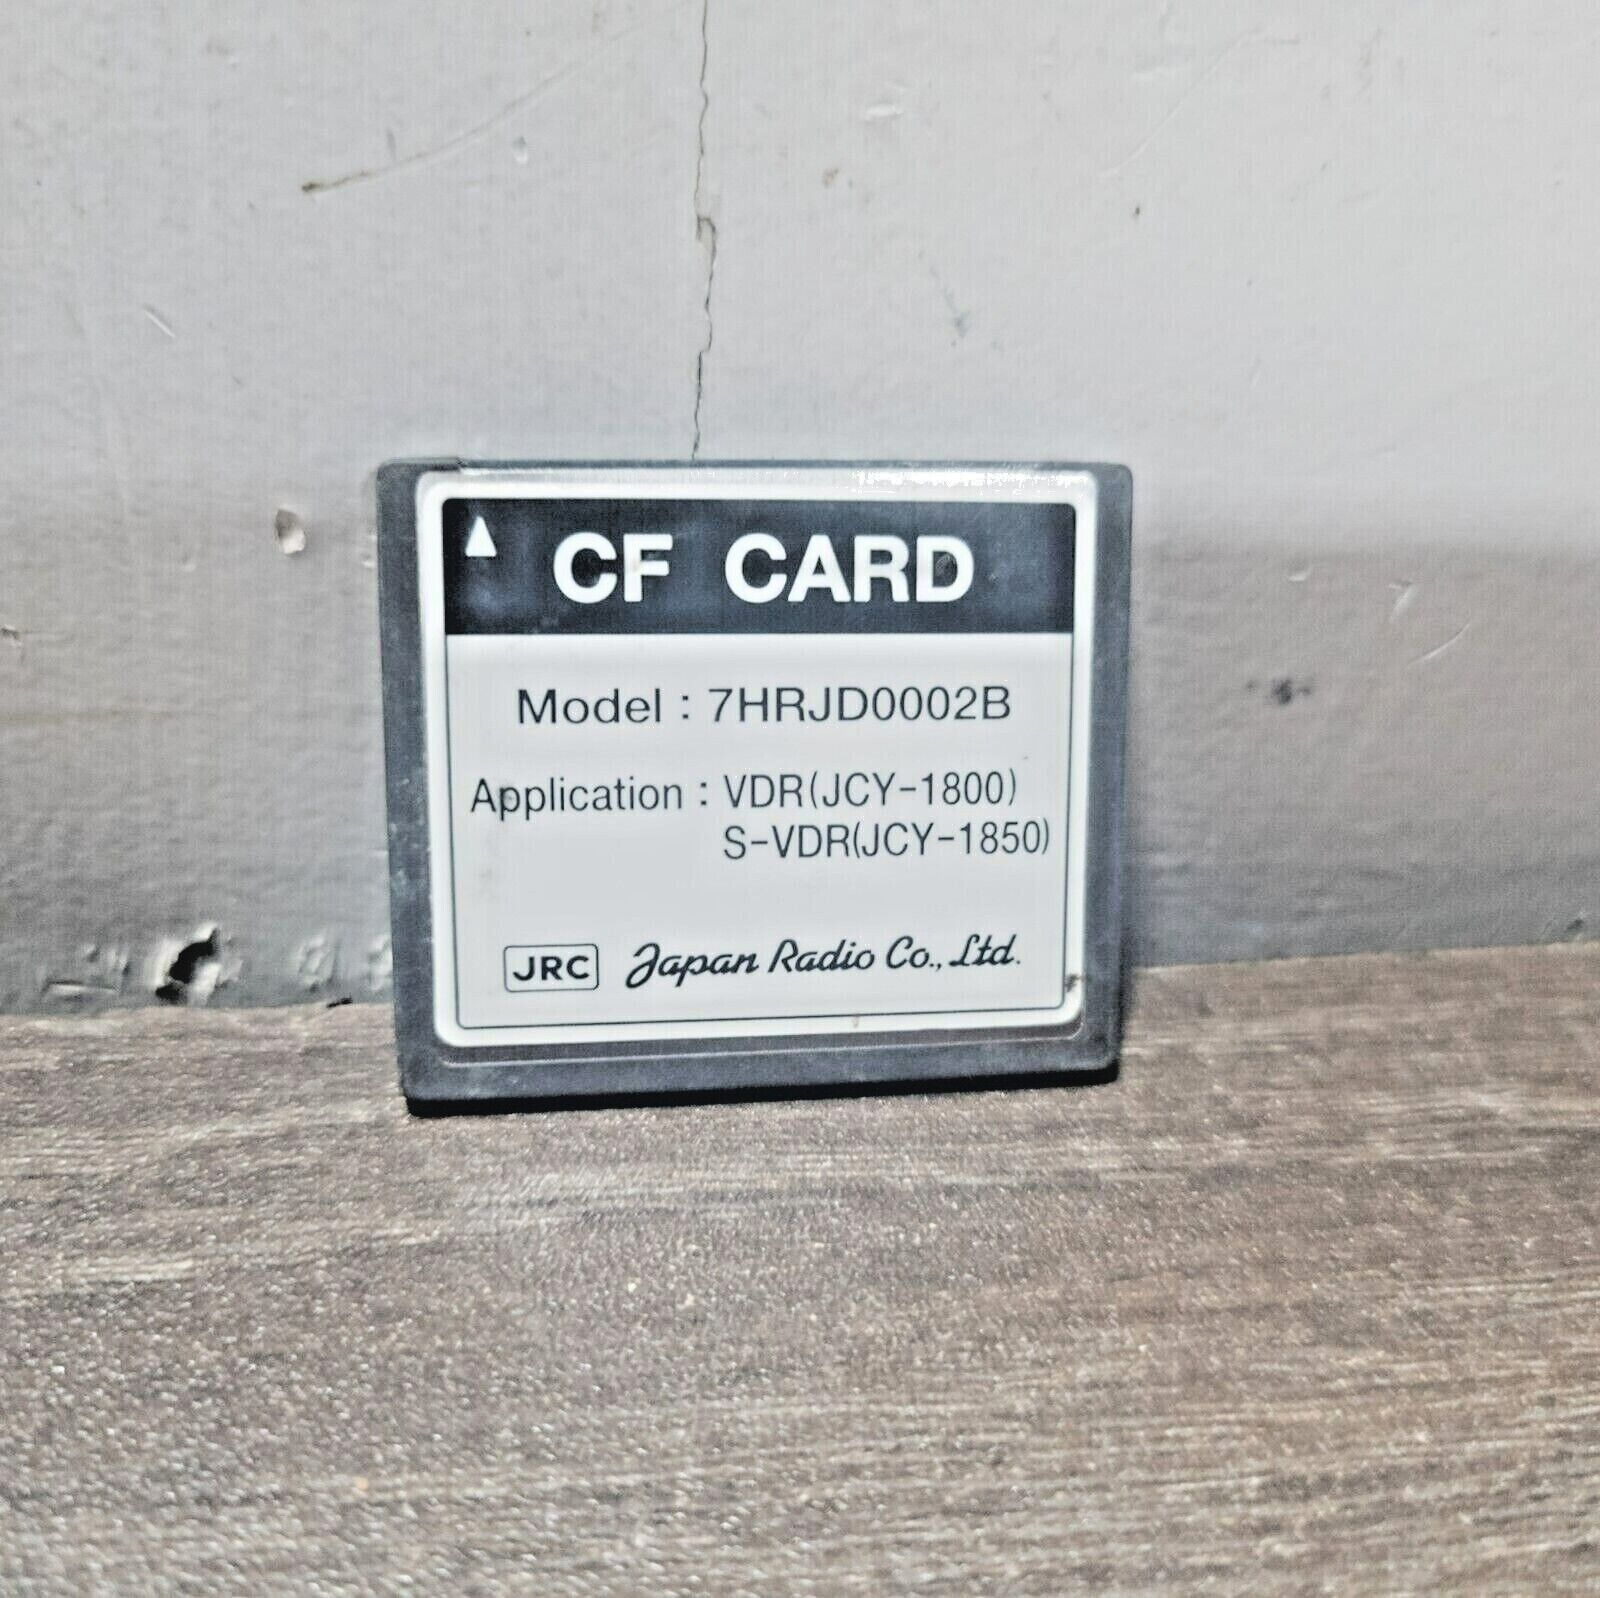 CF CARD
Model : 7HRJD0002B
Application : VDR(JCY-1800)
S-VDR(JCY-1850)
JRC Japan Radio Co., Ltd.